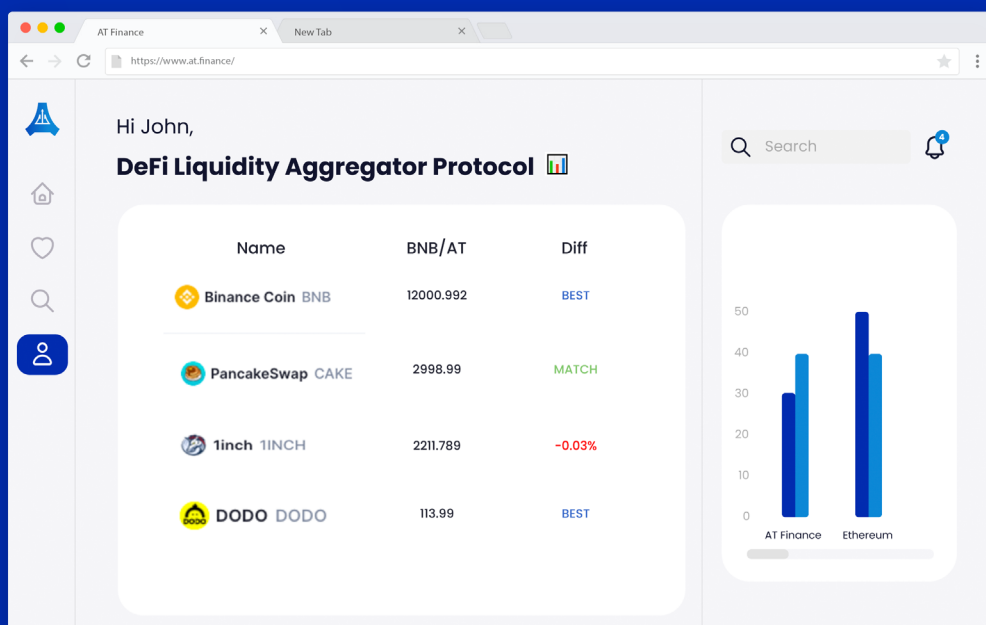 AT Finance
New Tab
https://www.at.finance/
Hi John,
DeFi Liquidity Aggregator Protocol
Search
4
Name BNB/AT Diff
Binance Coin BNB 12000.992 BEST
PancakeSwap CAKE 2998.99 MATCH
1inch 1INCH 2211.789 -0.03%
DODO DODO DODO 113.99 BEST
50
40
30
20
10
0
AT Finance Ethereum